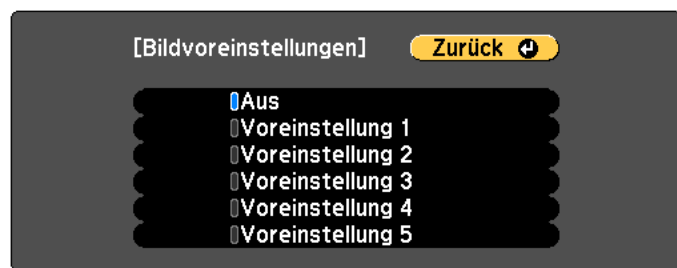 [Bildvoreinstellungen] Zurück
Aus
Voreinstellung 1
Voreinstellung 2
Voreinstellung 3
Voreinstellung 4
Voreinstellung 5